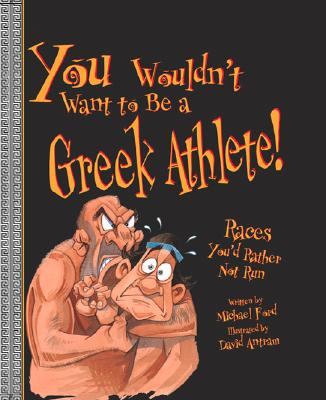 You Wouldn't
Want to Be a
Greek Athlete!
Races
You'd Rather
Not Run
Written by
Michael Ford
Illustrated by
David Antram